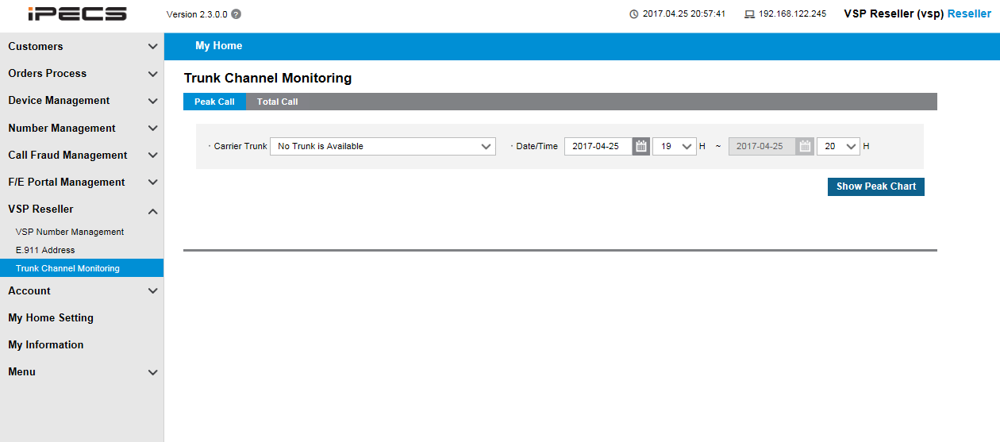 iPECS
Version 2.3.0.0 ?
2017.04.25 20:57:41
192.168.122.245
VSP Reseller (vsp) Reseller
Customers
Orders Process
Device Management
Number Management
Call Fraud Management
F/E Portal Management
VSP Reseller
VSP Number Management
E.911 Address
Trunk Channel Monitoring
Account
My Home Setting
My Information
Menu
My Home
Trunk Channel Monitoring
Peak Call Total Call
· Carrier Trunk No Trunk is Available · Date/Time 2017-04-25 19 H ~ 2017-04-25 20 H
Show Peak Chart